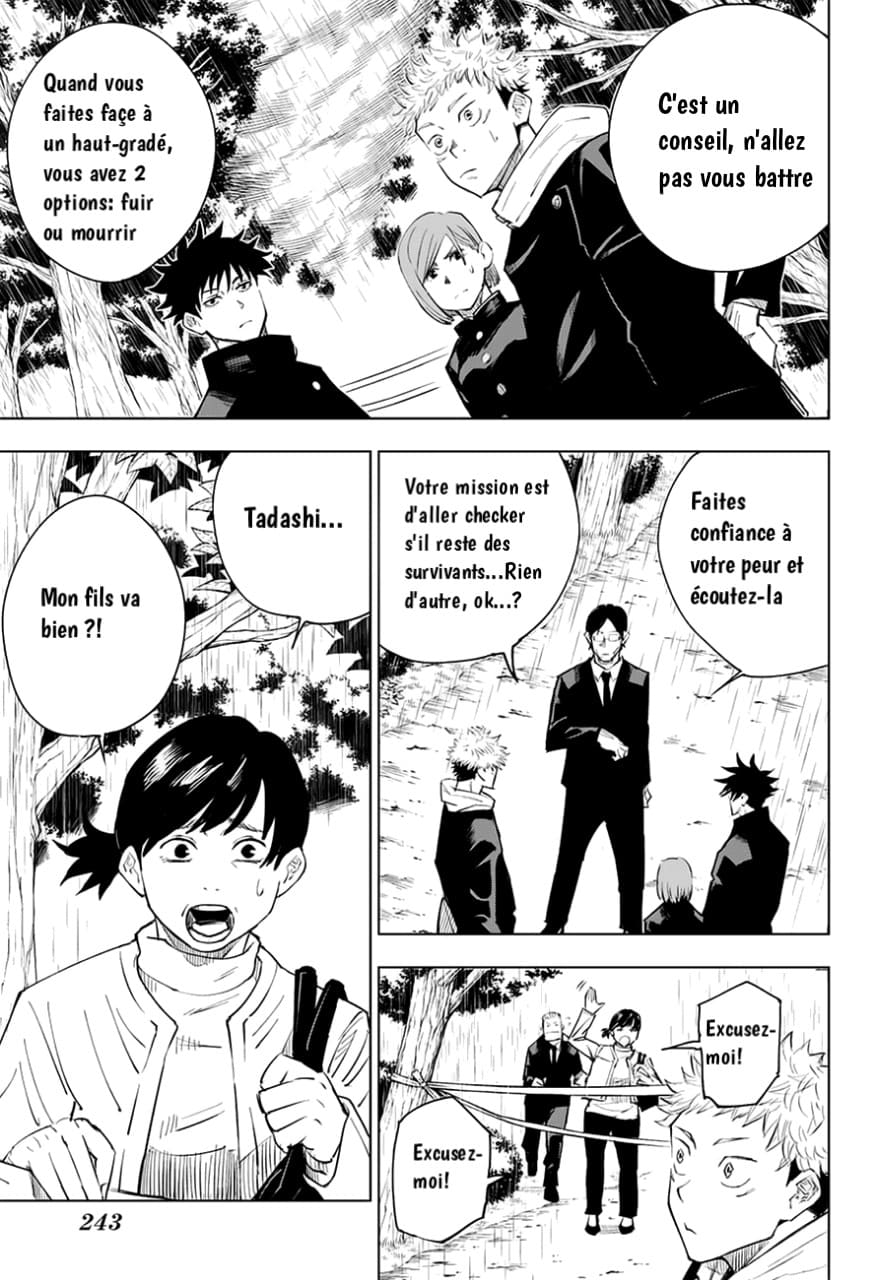 C'est un
conseil, n'allez
pas vous battre
Quand vous
faites façe à
un haut-gradé,
vous avez 2
options: fuir
ou mourrir
Faites
confiance à
votre peur et
écoutez-la
Votre mission est
d'aller checker
s'il reste des
survivants...Rien
d'autre, ok...?
Excusez-
moi!
Excusez-
moi!
Tadashi...
Mon fils va
bien ?!
243